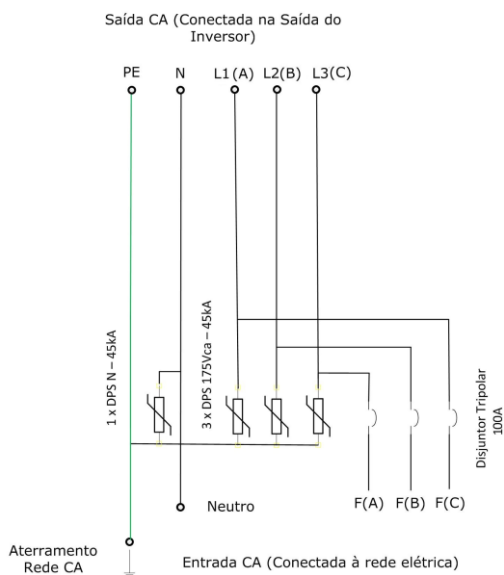 Saída CA (Conectada na Saída do
Inversor)
PE N L1(A) L2(B) L3(C)
1 x DPS N – 45kA
3 x DPS 175Vca – 45kA
Disjuntor Tripolar
100A
F(A) F(B) F(C)
Neutro
Aterramento
Rede CA
Entrada CA (Conectada à rede elétrica)